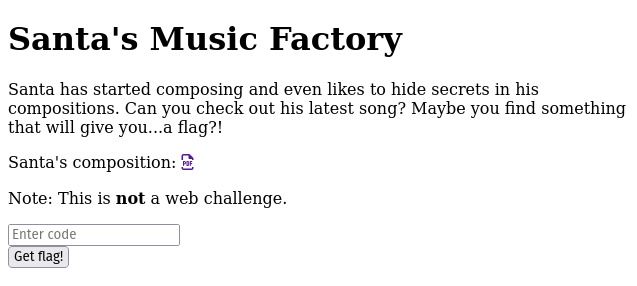 Santa's Music Factory
Santa has started composing and even likes to hide secrets in his
compositions. Can you check out his latest song? Maybe you find something
that will give you...a flag?!
Santa's composition: PDF
Note: This is not a web challenge.
Enter code
Get flag!